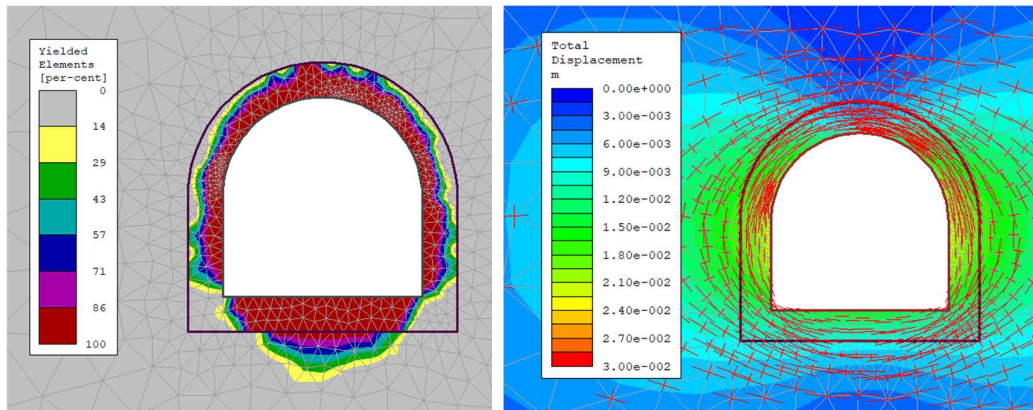 Yielded
Elements
[per-cent]
0
14
29
43
57
71
86
100
Total
Displacement
m
0.00e+000
3.00e-003
6.00e-003
9.00e-003
1.20e-002
1.50e-002
1.80e-002
2.10e-002
2.40e-002
2.70e-002
3.00e-002